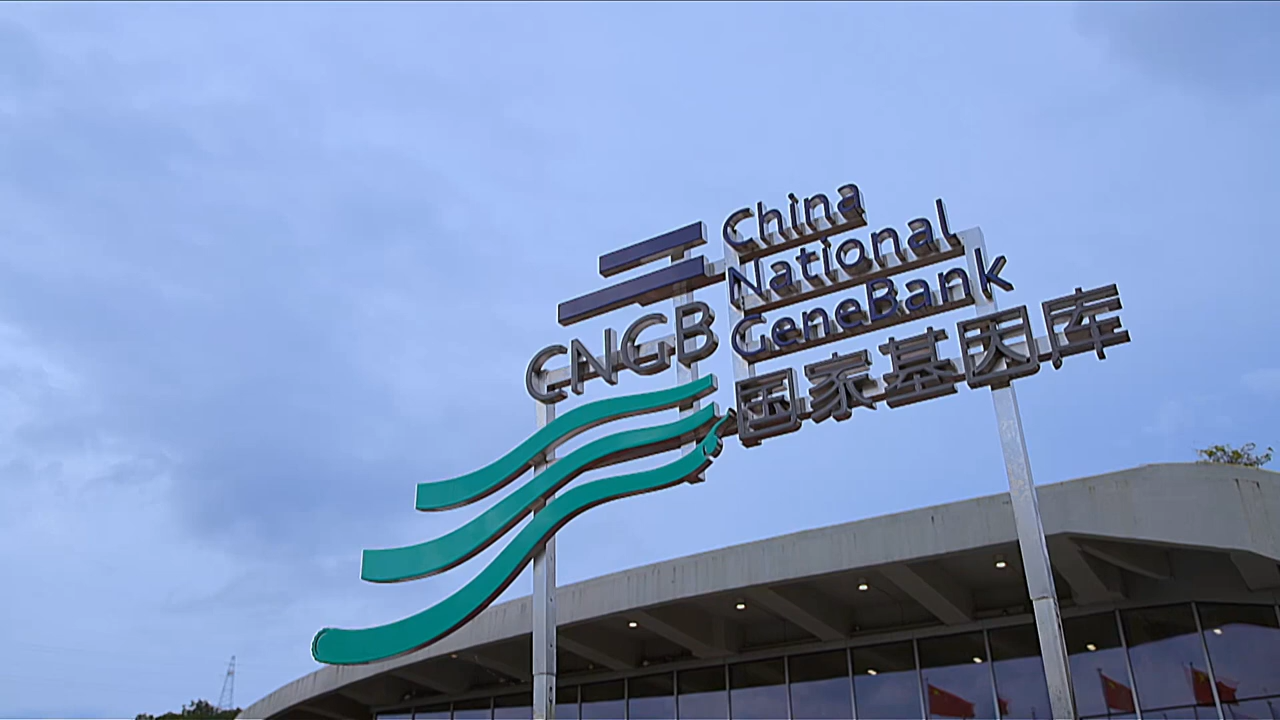 CNGB
China
National
GeneBank
国家基因库